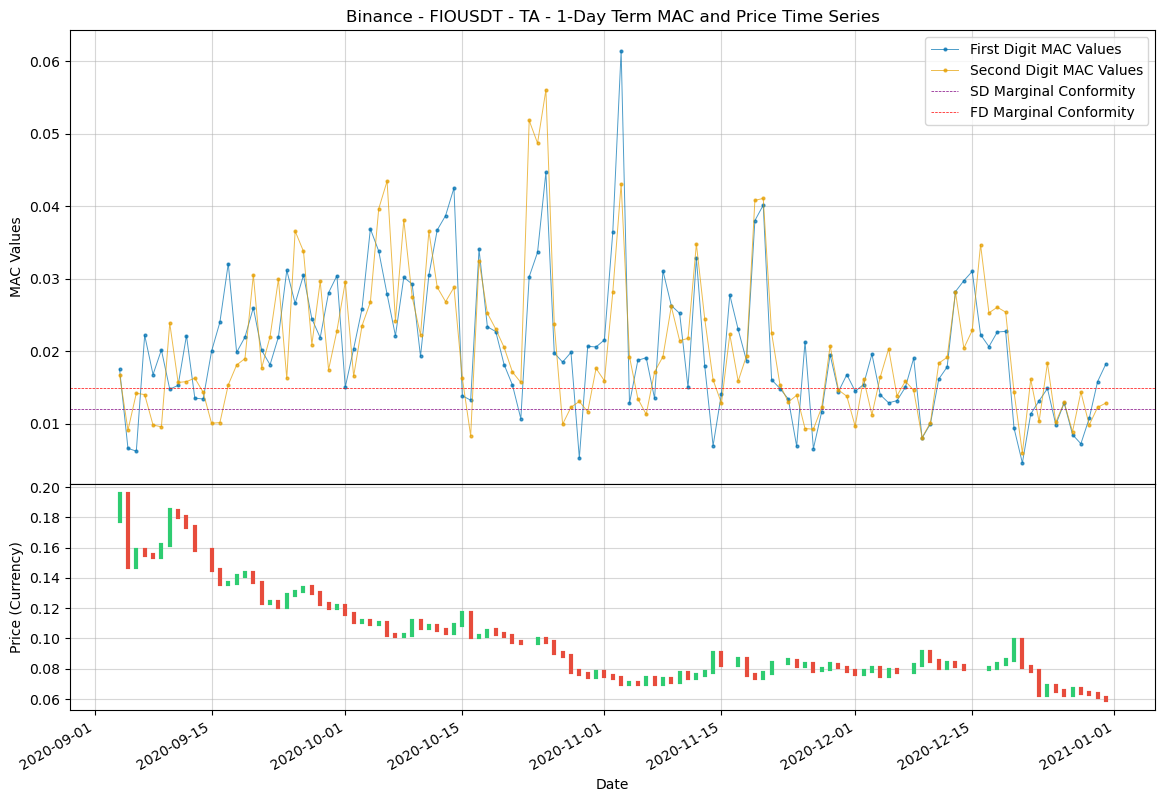 Binance - FIOUSDT - TA - 1-Day Term MAC and Price Time Series
First Digit MAC Values
Second Digit MAC Values
SD Marginal Conformity
FD Marginal Conformity
MAC Values
0.06
0.05
0.04
0.03
0.02
0.01
Price (Currency)
0.20
0.18
0.16
0.14
0.12
0.10
0.08
0.06
2020-09-01
2020-09-15
2020-10-01
2020-10-15
2020-11-01
2020-11-15
2020-12-01
2020-12-15
2021-01-01
Date